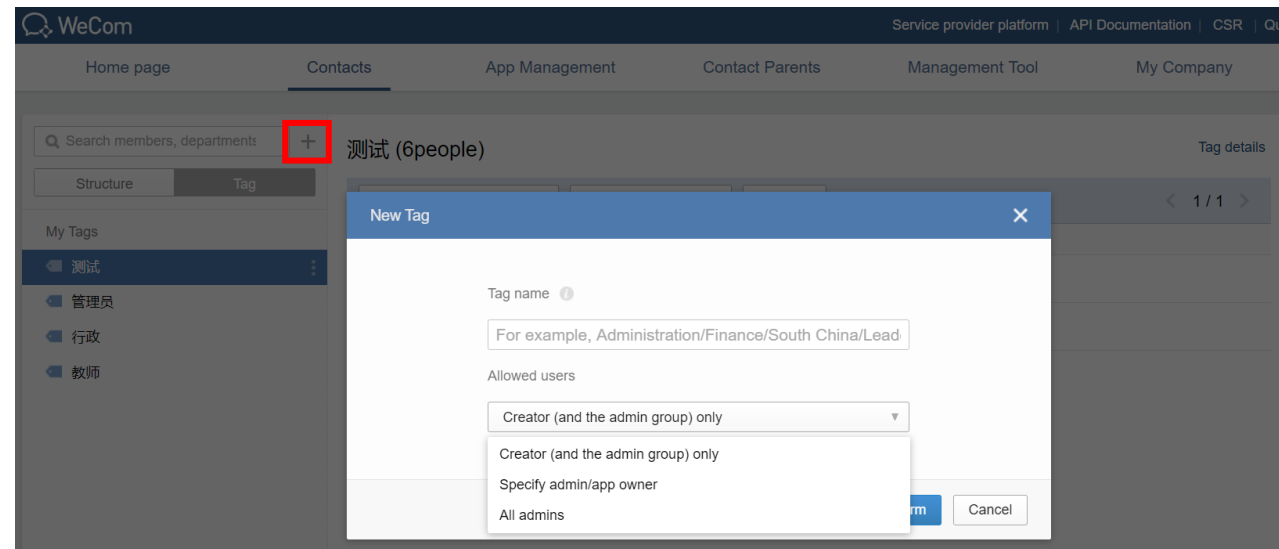 WeCom
Service provider platform | API Documentation | CSR |
Home page Contacts App Management Contact Parents Management Tool My Company
Search members, departments
测试 (6people)
Tag details
Structure Tag
1 / 1
New Tag
My Tags
测试
管理员
行政
教师
Tag name
For example, Administration/Finance/South China/Lead
Allowed users
Creator (and the admin group) only
Creator (and the admin group) only
Specify admin/app owner
All admins
rm Cancel